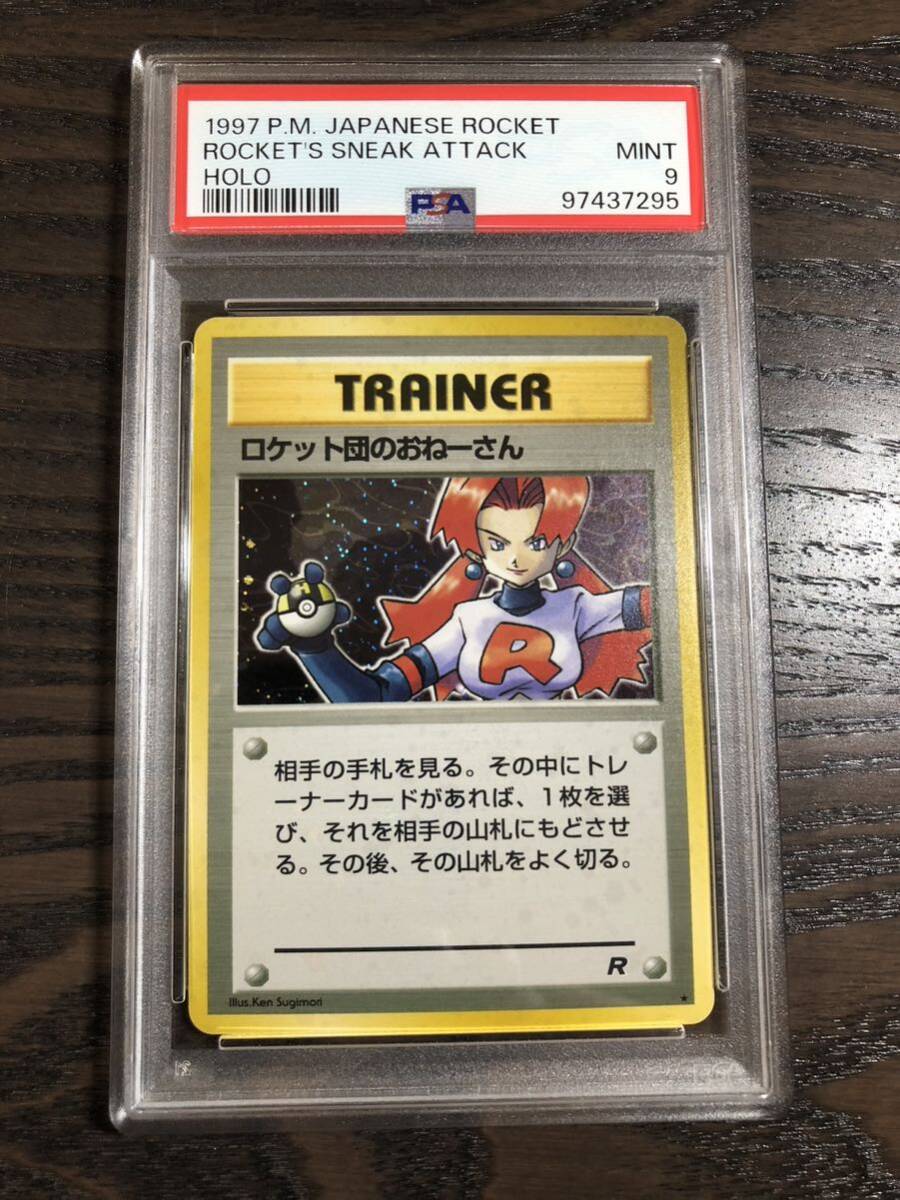 1997 P.M. JAPANESE ROCKET
ROCKET'S SNEAK ATTACK MINT
HOLO 9
PSA 97437295
TRAINER
ロケット団のおねーさん
R
相手の手札を見る。その中にトレ
ーナーカードがあれば、1枚を選
び、それを相手の山札にもどさせ
る。その後、その山札をよく切る。
R
Illus.Ken Sugimori